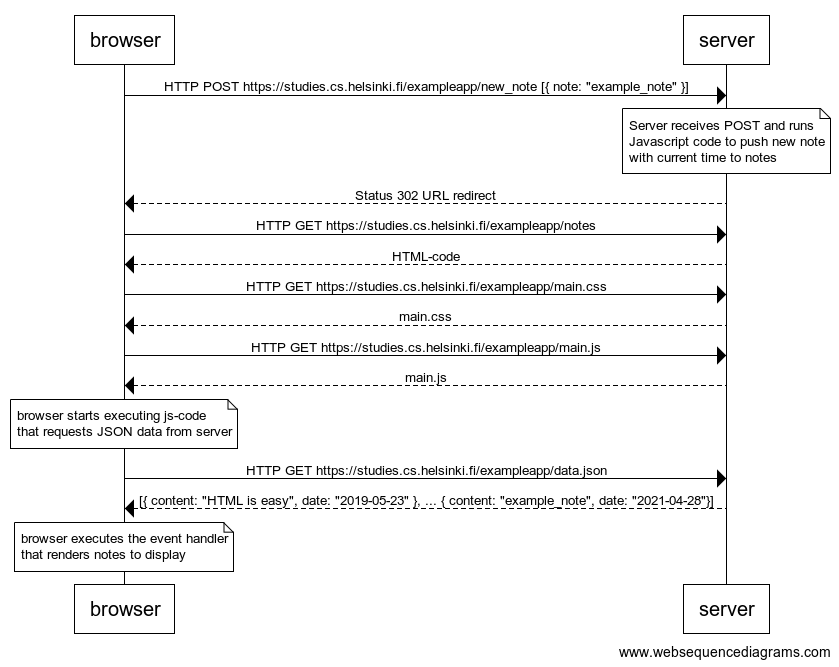 browser
server
HTTP POST https://studies.cs.helsinki.fi/exampleapp/new_note [{ note: "example_note" }]
Server receives POST and runs
Javascript code to push new note
with current time to notes
Status 302 URL redirect
HTTP GET https://studies.cs.helsinki.fi/exampleapp/notes
HTML-code
HTTP GET https://studies.cs.helsinki.fi/exampleapp/main.css
main.css
HTTP GET https://studies.cs.helsinki.fi/exampleapp/main.js
main.js
browser starts executing js-code
that requests JSON data from server
HTTP GET https://studies.cs.helsinki.fi/exampleapp/data.json
[{ content: "HTML is easy", date: "2019-05-23" }, ... { content: "example_note", date: "2021-04-28"}]
browser executes the event handler
that renders notes to display
browser
server
www.websequencediagrams.com